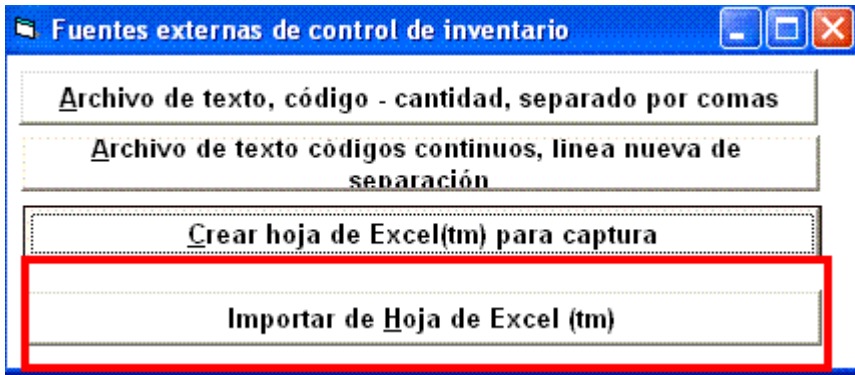 Fuentes externas de control de inventario
Archivo de texto, código - cantidad, separado por comas
Archivo de texto códigos continuos, linea nueva de
separación
Crear hoja de Excel(tm) para captura
Importar de Hoja de Excel (tm)